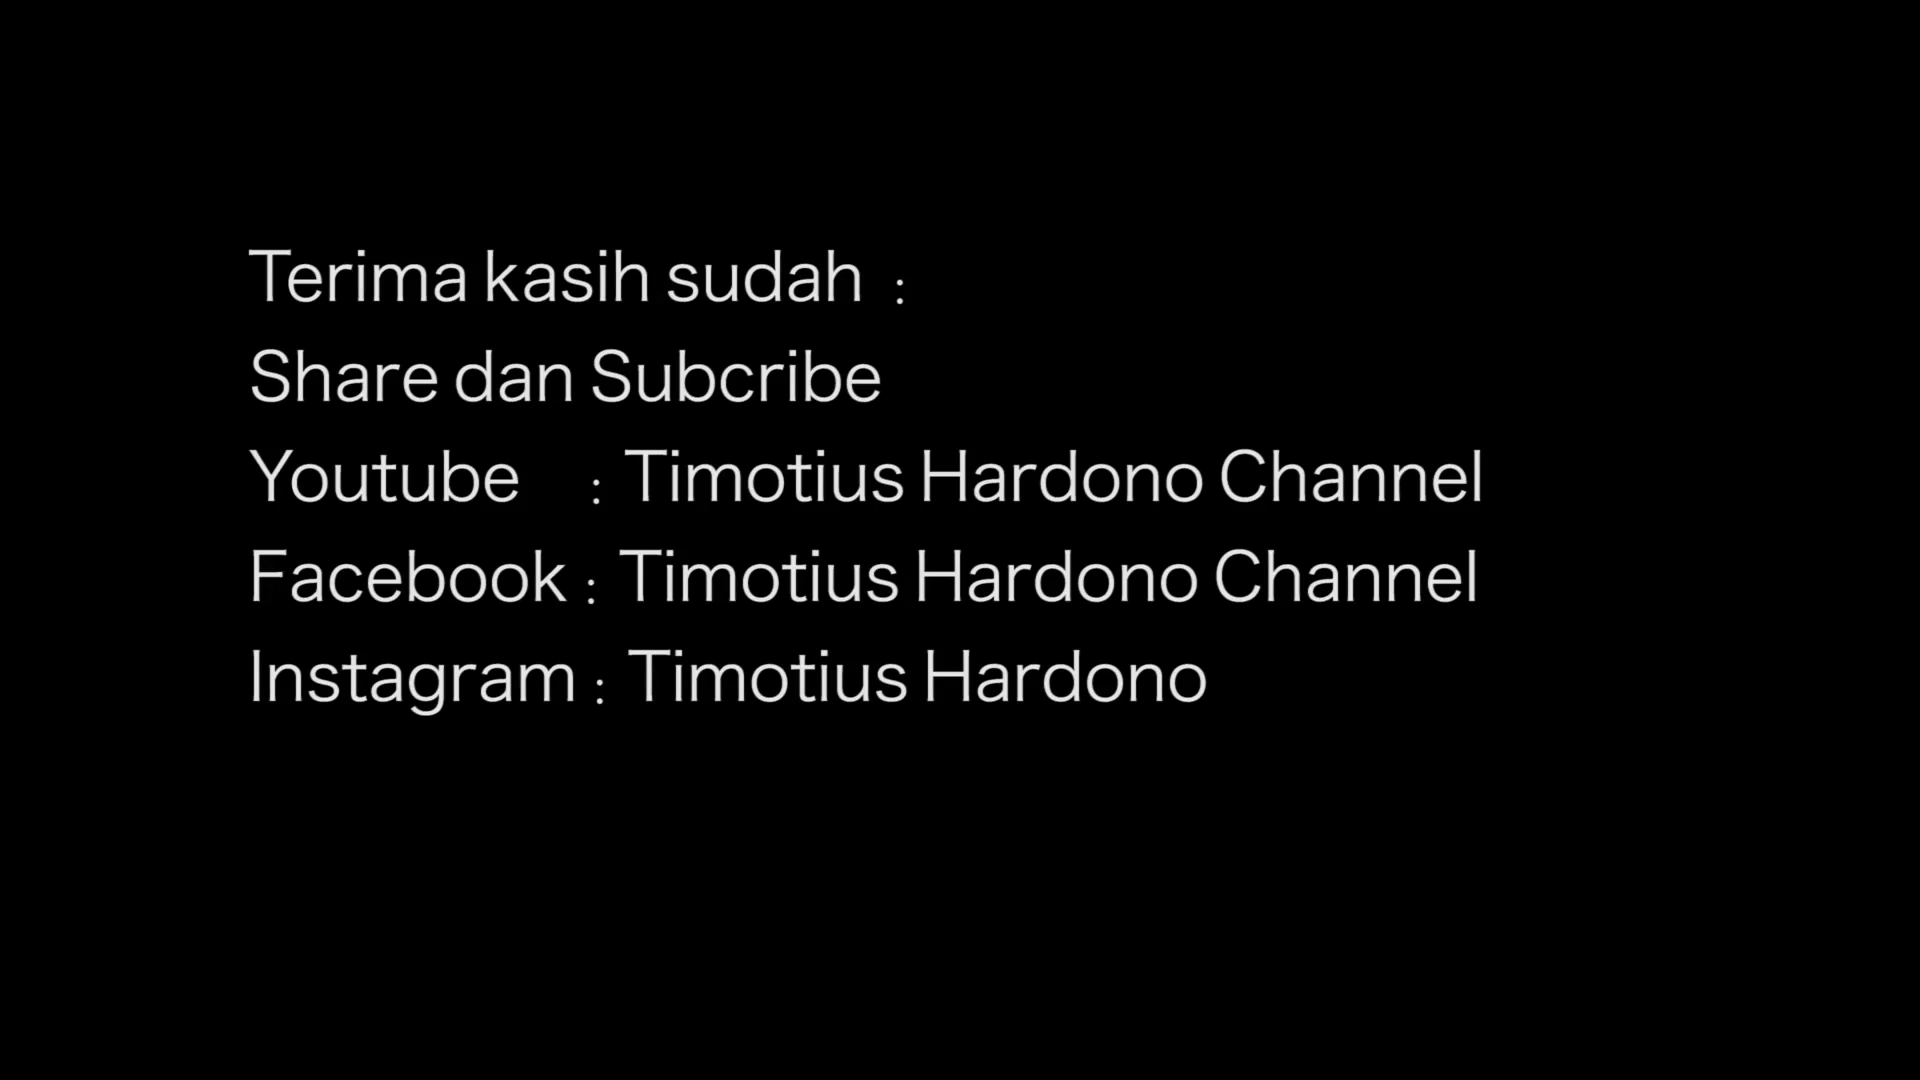 Terima kasih sudah :
Share dan Subcribe
Youtube : Timotius Hardono Channel
Facebook : Timotius Hardono Channel
Instagram : Timotius Hardono